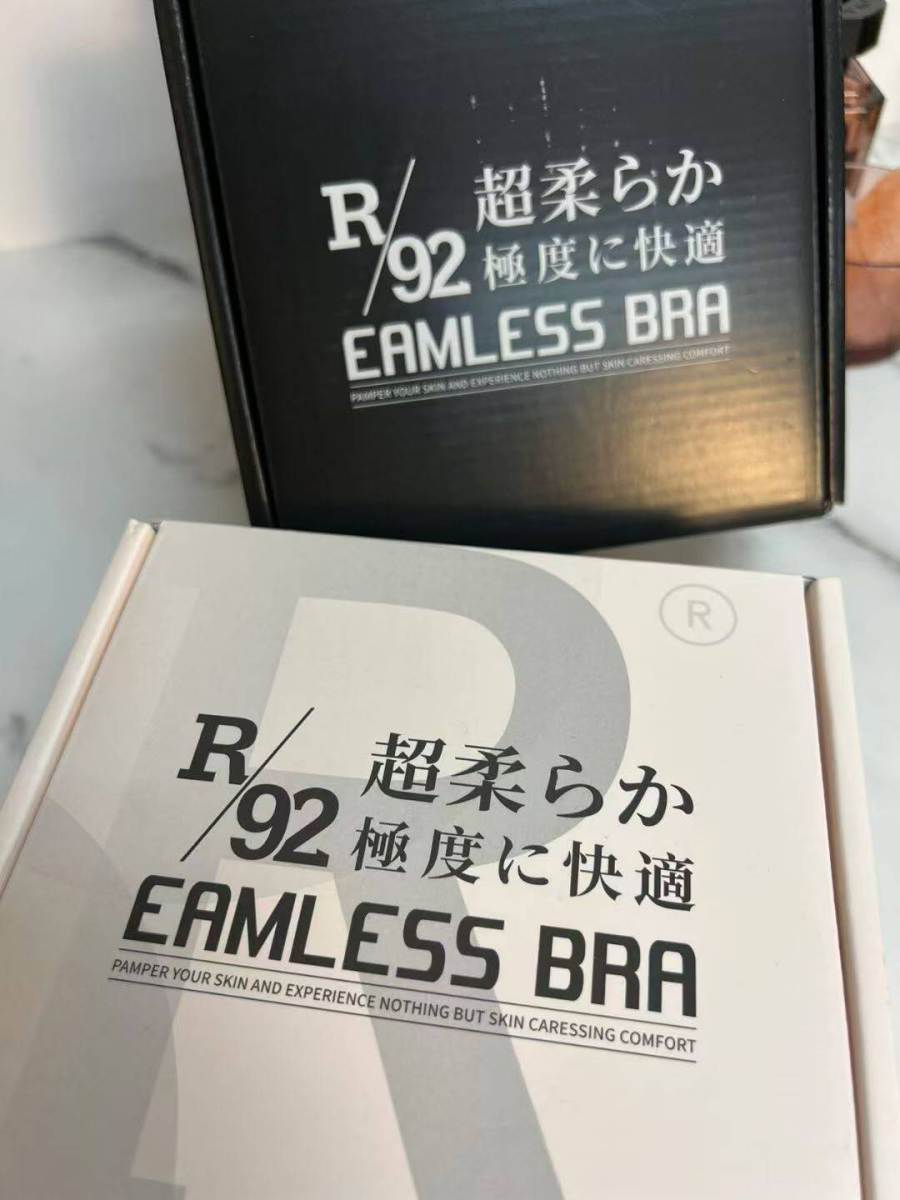 R/92
超柔らか
極度に快適
EAMLESS BRA
PAMPER YOUR SKIN AND EXPERIENCE NOTHING BUT SKIN CARESSING COMFORT
R
®
R/92
超柔らか
極度に快適
EAMLESS BRA
PAMPER YOUR SKIN AND EXPERIENCE NOTHING BUT SKIN CARESSING COMFORT